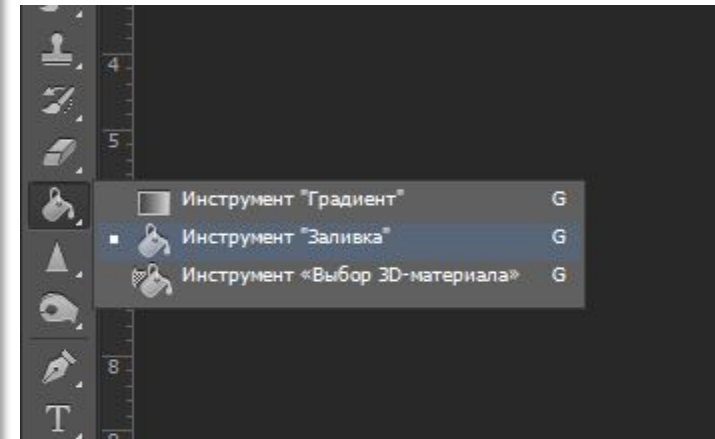 4
5
Инструмент "Градиент" G
Инструмент "Заливка" G
Инструмент «Выбор 3D-материала» G
8
T